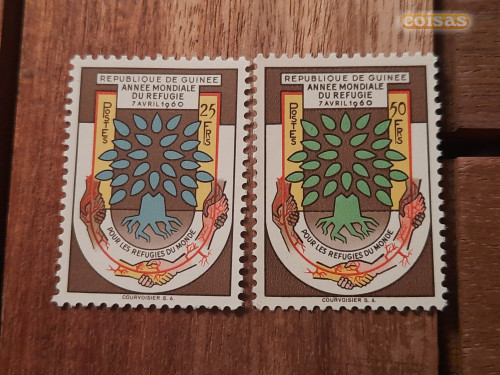 coisas
REPUBLIQUE DE GUINEE
ANNEE MONDIALE
DU REFUGIE
7 AVRIL 1960
POSTES
25 FRS
POUR LES REFUGIES DU MONDE
COURVOISIER S. A.
REPUBLIQUE DE GUINEE
ANNEE MONDIALE
DU REFUGIE
7 AVRIL 1960
POSTES
50 FRS
POUR LES REFUGIES DU MONDE
COURVOISIER S.A.